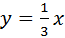 y = 1/3 x